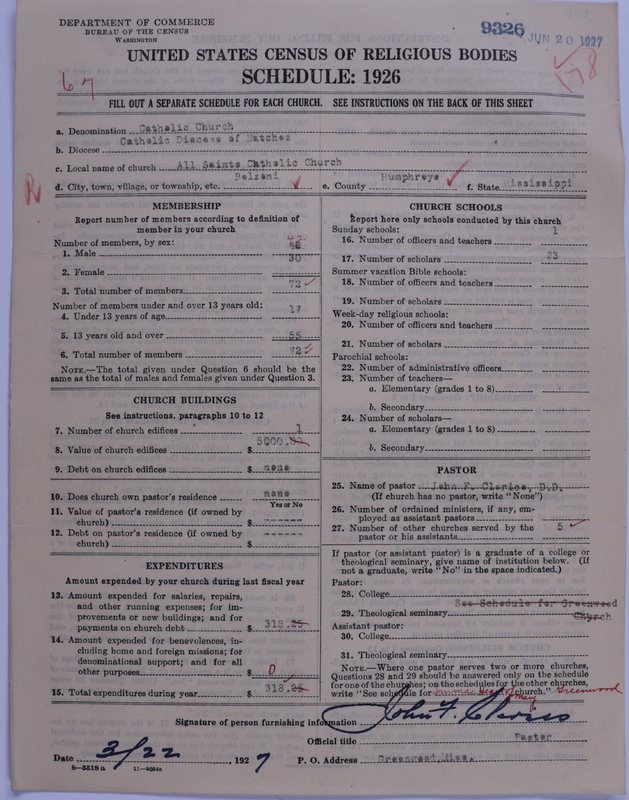 DEPARTMENT OF COMMERCE
BUREAU OF THE CENSUS
WASHINGTON
9326 JUN 20 1927
UNITED STATES CENSUS OF RELIGIOUS BODIES
SCHEDULE: 1926
67
178
FILL OUT A SEPARATE SCHEDULE FOR EACH CHURCH. SEE INSTRUCTIONS ON THE BACK OF THIS SHEET
a. Denomination Catholic Church
b. Diocese Catholic Diocese of Natchez
c. Local name of church All Saints Catholic Church
d. City, town, village, or township, etc. Belzoni e. County Humphreys f. State Mississippi
MEMBERSHIP
Report number of members according to definition of
member in your church
Number of members, by sex:
1. Male 42
2. Female 30
3. Total number of members 72
Number of members under and over 13 years old:
4. Under 13 years of age 17
5. 13 years old and over 55
6. Total number of members 72
NOTE.—The total given under Question 6 should be the
same as the total of males and females given under Question 3.
CHURCH BUILDINGS
See instructions, paragraphs 10 to 12
7. Number of church edifices 1
8. Value of church edifices $ 5000.00
9. Debt on church edifices $ none
10. Does church own pastor's residence none
Yes or No
11. Value of pastor's residence (if owned by
church) $ ------
12. Debt on pastor's residence (if owned by
church) $ ------
EXPENDITURES
Amount expended by your church during last fiscal year
13. Amount expended for salaries, repairs,
and other running expenses; for im-
provements or new buildings; and for
payments on church debt $ 318.25
14. Amount expended for benevolences, in-
cluding home and foreign missions; for
denominational support; and for all
other purposes $ 0
15. Total expenditures during year $ 318.25
CHURCH SCHOOLS
Report here only schools conducted by this church
Sunday schools:
16. Number of officers and teachers 1
17. Number of scholars 23
Summer vacation Bible schools:
18. Number of officers and teachers
19. Number of scholars
Week-day religious schools:
20. Number of officers and teachers
21. Number of scholars
Parochial schools:
22. Number of administrative officers
23. Number of teachers—
a. Elementary (grades 1 to 8)
b. Secondary
24. Number of scholars—
a. Elementary (grades 1 to 8)
b. Secondary
PASTOR
25. Name of pastor John F. Clerico, D.D.
(If church has no pastor, write "None")
26. Number of ordained ministers, if any, em-
ployed as assistant pastors
27. Number of other churches served by the
pastor or his assistants 5
If pastor (or assistant pastor) is a graduate of a college or
theological seminary, give name of institution below. (If
not a graduate, write "No" in the space indicated.)
Pastor:
28. College
See Schedule for Greenwood
29. Theological seminary Church
Assistant pastor:
30. College
31. Theological seminary
NOTE.—Where one pastor serves two or more churches,
Questions 28 and 29 should be answered only on the schedule
for one of the churches; on the schedules for the other churches,
write "See schedule for Heart of Mary church." Greenwood
Signature of person furnishing information John F. Clerico
Official title Pastor
Date 3/22, 1927 P. O. Address Greenwood, Miss.
8—5518 a 11—9054e